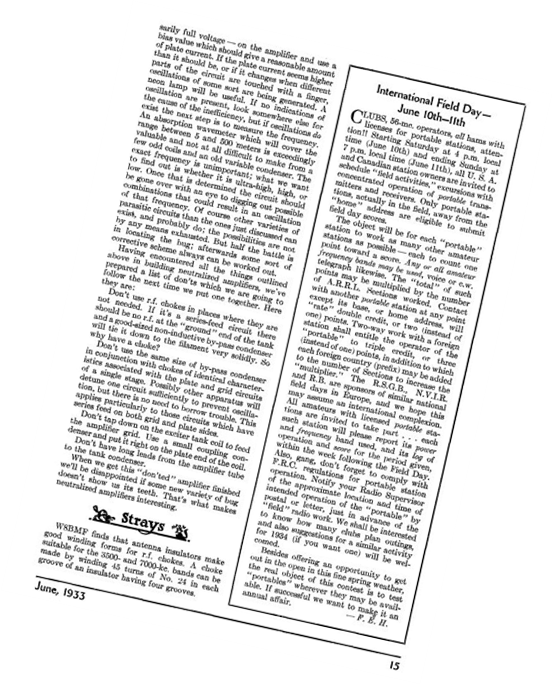 sarily full voltage — on the amplifier and use a
bias value which should give a reasonable amount
of plate current. If the plate current seems higher
than it should be, or if it changes when different
parts of the circuit are touched with a finger,
oscillations of some sort are being generated. A
neon lamp will be useful. If no indications of
oscillation are present, look somewhere else for
the cause of the inefficiency, but if oscillations do
exist the next step is to measure the frequency.
An absorption wavemeter which will cover the
range between 5 and 500 meters is exceedingly
valuable and not at all difficult to make from a
few odd coils and an old variable condenser. The
exact frequency is unimportant; what we want
to find out is whether it is ultra-high, high, or
low. Once that is determined the circuit should
be gone over with an eye to digging out possible
combinations that could result in an oscillation
of that frequency. Of course other varieties of
parasitic circuits than the ones just discussed can
exist, and probably do; the possibilities are not
by any means exhausted. But half the battle is
in locating the bug; afterwards some sort of
corrective scheme always can be worked out.
Having encountered all the things outlined
above in building neutralized amplifiers, we've
prepared a list of don'ts which we are going to
follow the next time we put one together. Here
they are:
Don't use r.f. chokes in places where they are
not needed. If it's a series-feed circuit there
should be no r.f. at the "ground" end of the tank
and a good-sized non-inductive by-pass condenser
will tie it down to the filament very solidly. So
why have a choke?
Don't use the same size of by-pass condenser
in conjunction with chokes of identical character-
istics associated with the plate and grid circuits
of a single stage. Possibly other apparatus will
detune one circuit sufficiently to prevent oscilla-
tion, but there is no need to borrow trouble. This
applies particularly to those circuits which have
series feed on both grid and plate sides.
Don't tap down on the exciter tank coil to feed
the amplifier grid. Use a small coupling con-
denser and put it right on the plate end of the coil.
Don't have long leads from the amplifier tube
to the tank condenser.
When we get this "don'ted" amplifier finished
we'll be disappointed if some new variety of bug
doesn't show us its teeth. That's what makes
neutralized amplifiers interesting.
Strays
W8BMF finds that antenna insulators make
good winding forms for r.f. chokes. A choke
suitable for the 3500- and 7000-kc. bands can be
made by winding 45 turns of No. 24 in each
groove of an insulator having four grooves.
International Field Day—
June 10th–11th
CLUBS, 56-mc. operators, all hams with
licenses for portable stations, atten-
tion!! Starting Saturday at 4 p.m. local
time (June 10th) and ending Sunday at
7 p.m. local time (June 11th), all U. S. A.
and Canadian station owners are invited to
schedule "field activities," excursions with
concentrated operation of portable trans-
mitters and receivers. Only portable sta-
tions, actually in the field, away from the
"home" address are eligible to submit
field day scores.
The object will be for each "portable"
station to work as many other amateur
stations as possible — each to count one
point toward a score. Any or all amateur
frequency bands may be used, voice or c.w.
telegraph likewise. The "total" of such
points may be multiplied by the number
of A.R.R.L. Sections worked. Contact
with another portable station at any point
except its base, or home address, will
"rate" double credit, or two (instead of
one) points. Two-way work with a foreign
station shall entitle the operator of the
"portable" to triple credit, or three
(instead of one) points, in addition to which
each foreign country (prefix) may be added
to the number of Sections to increase the
"multiplier." The R.S.G.B., N.V.I.R.
and R.B. are sponsors of similar national
field days in Europe, and we hope this
may assume an international complexion.
All amateurs with licensed portable sta-
tions are invited to take part . . . each
such station will please report its power
and frequency band used, and its log of
operation and score for the period given,
within the week following the Field Day.
Also, gang, don't forget to comply with
F.R.C. regulations for portable station
operation. Notify your Radio Supervisor
of the approximate location and time of
intended operation of the "portable" by
postal or letter, just in advance of the
"field" radio work. We shall be interested
to know how many clubs plan outings,
and also suggestions for a similar activity
for 1934 (if you want one) will be wel-
comed.
Besides offering an opportunity to get
out in the open in this fine spring weather,
the real object of this contest is to test
"portables" wherever they may be avail-
able. If successful we want to make it an
annual affair.
— F. E. H.
June, 1933
15